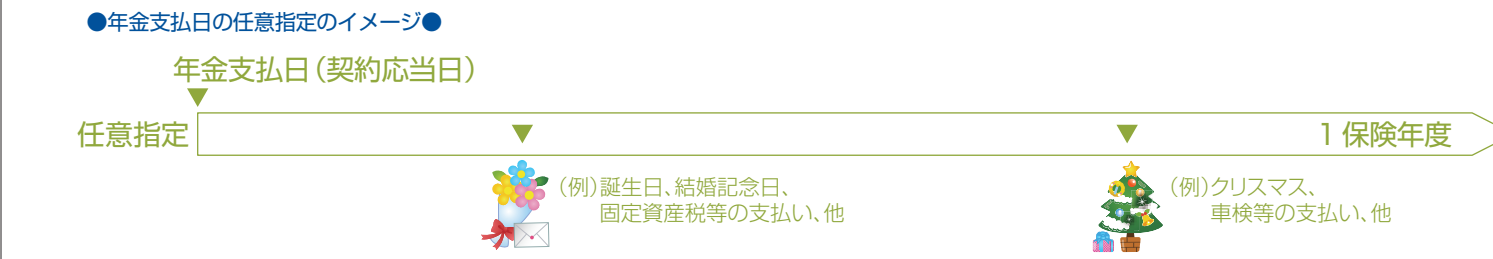 ●年金支払日の任意指定のイメージ●
年金支払日(契約応当日)
▼
任意指定 ▼ ▼ 1保険年度
(例)誕生日、結婚記念日、
固定資産税等の支払い、他
(例)クリスマス、
車検等の支払い、他